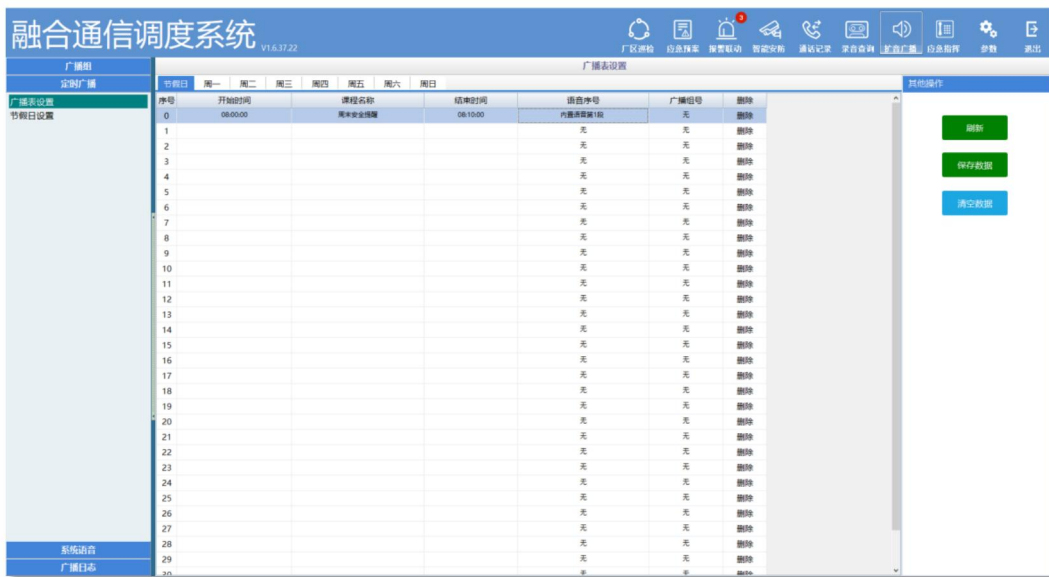 融合通信调度系统 V1.6.37.22
3
厂区巡检 应急预案 报警联动 智能安防 通话记录 录音查询 扩音广播 应急指挥 参数 退出
广播组
定时广播
广播表设置
节假日设置
系统语音
广播日志
广播表设置
节假日 周一 周二 周三 周四 周五 周六 周日
序号 开始时间 课程名称 结束时间 语音序号 广播组号 删除
0 08:00:00 周末安全提醒 08:10:00 内置语音第1段 无 删除
1 无 无 删除
2 无 无 删除
3 无 无 删除
4 无 无 删除
5 无 无 删除
6 无 无 删除
7 无 无 删除
8 无 无 删除
9 无 无 删除
10 无 无 删除
11 无 无 删除
12 无 无 删除
13 无 无 删除
14 无 无 删除
15 无 无 删除
16 无 无 删除
17 无 无 删除
18 无 无 删除
19 无 无 删除
20 无 无 删除
21 无 无 删除
22 无 无 删除
23 无 无 删除
24 无 无 删除
25 无 无 删除
26 无 无 删除
27 无 无 删除
28 无 无 删除
29 无 无 删除
其他操作
刷新
保存数据
清空数据